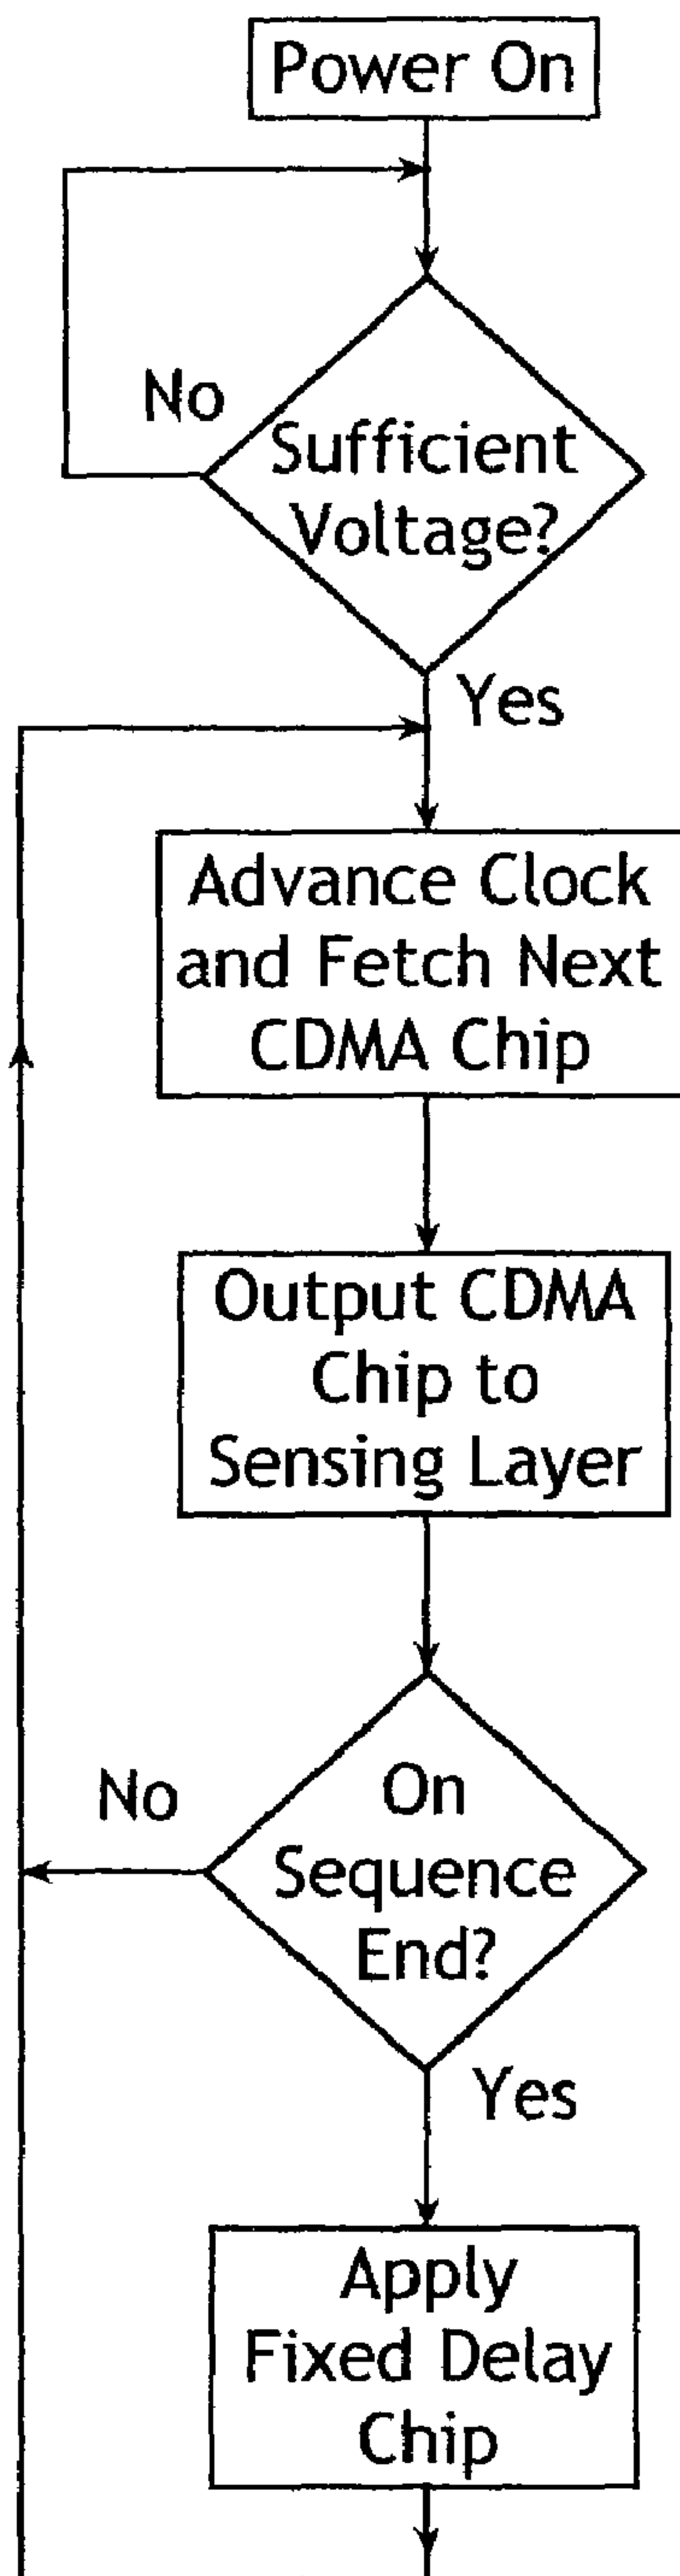 Power On
No
Sufficient
Voltage?
Yes
Advance Clock
and Fetch Next
CDMA Chip
Output CDMA
Chip to
Sensing Layer
No
On
Sequence
End?
Yes
Apply
Fixed Delay
Chip